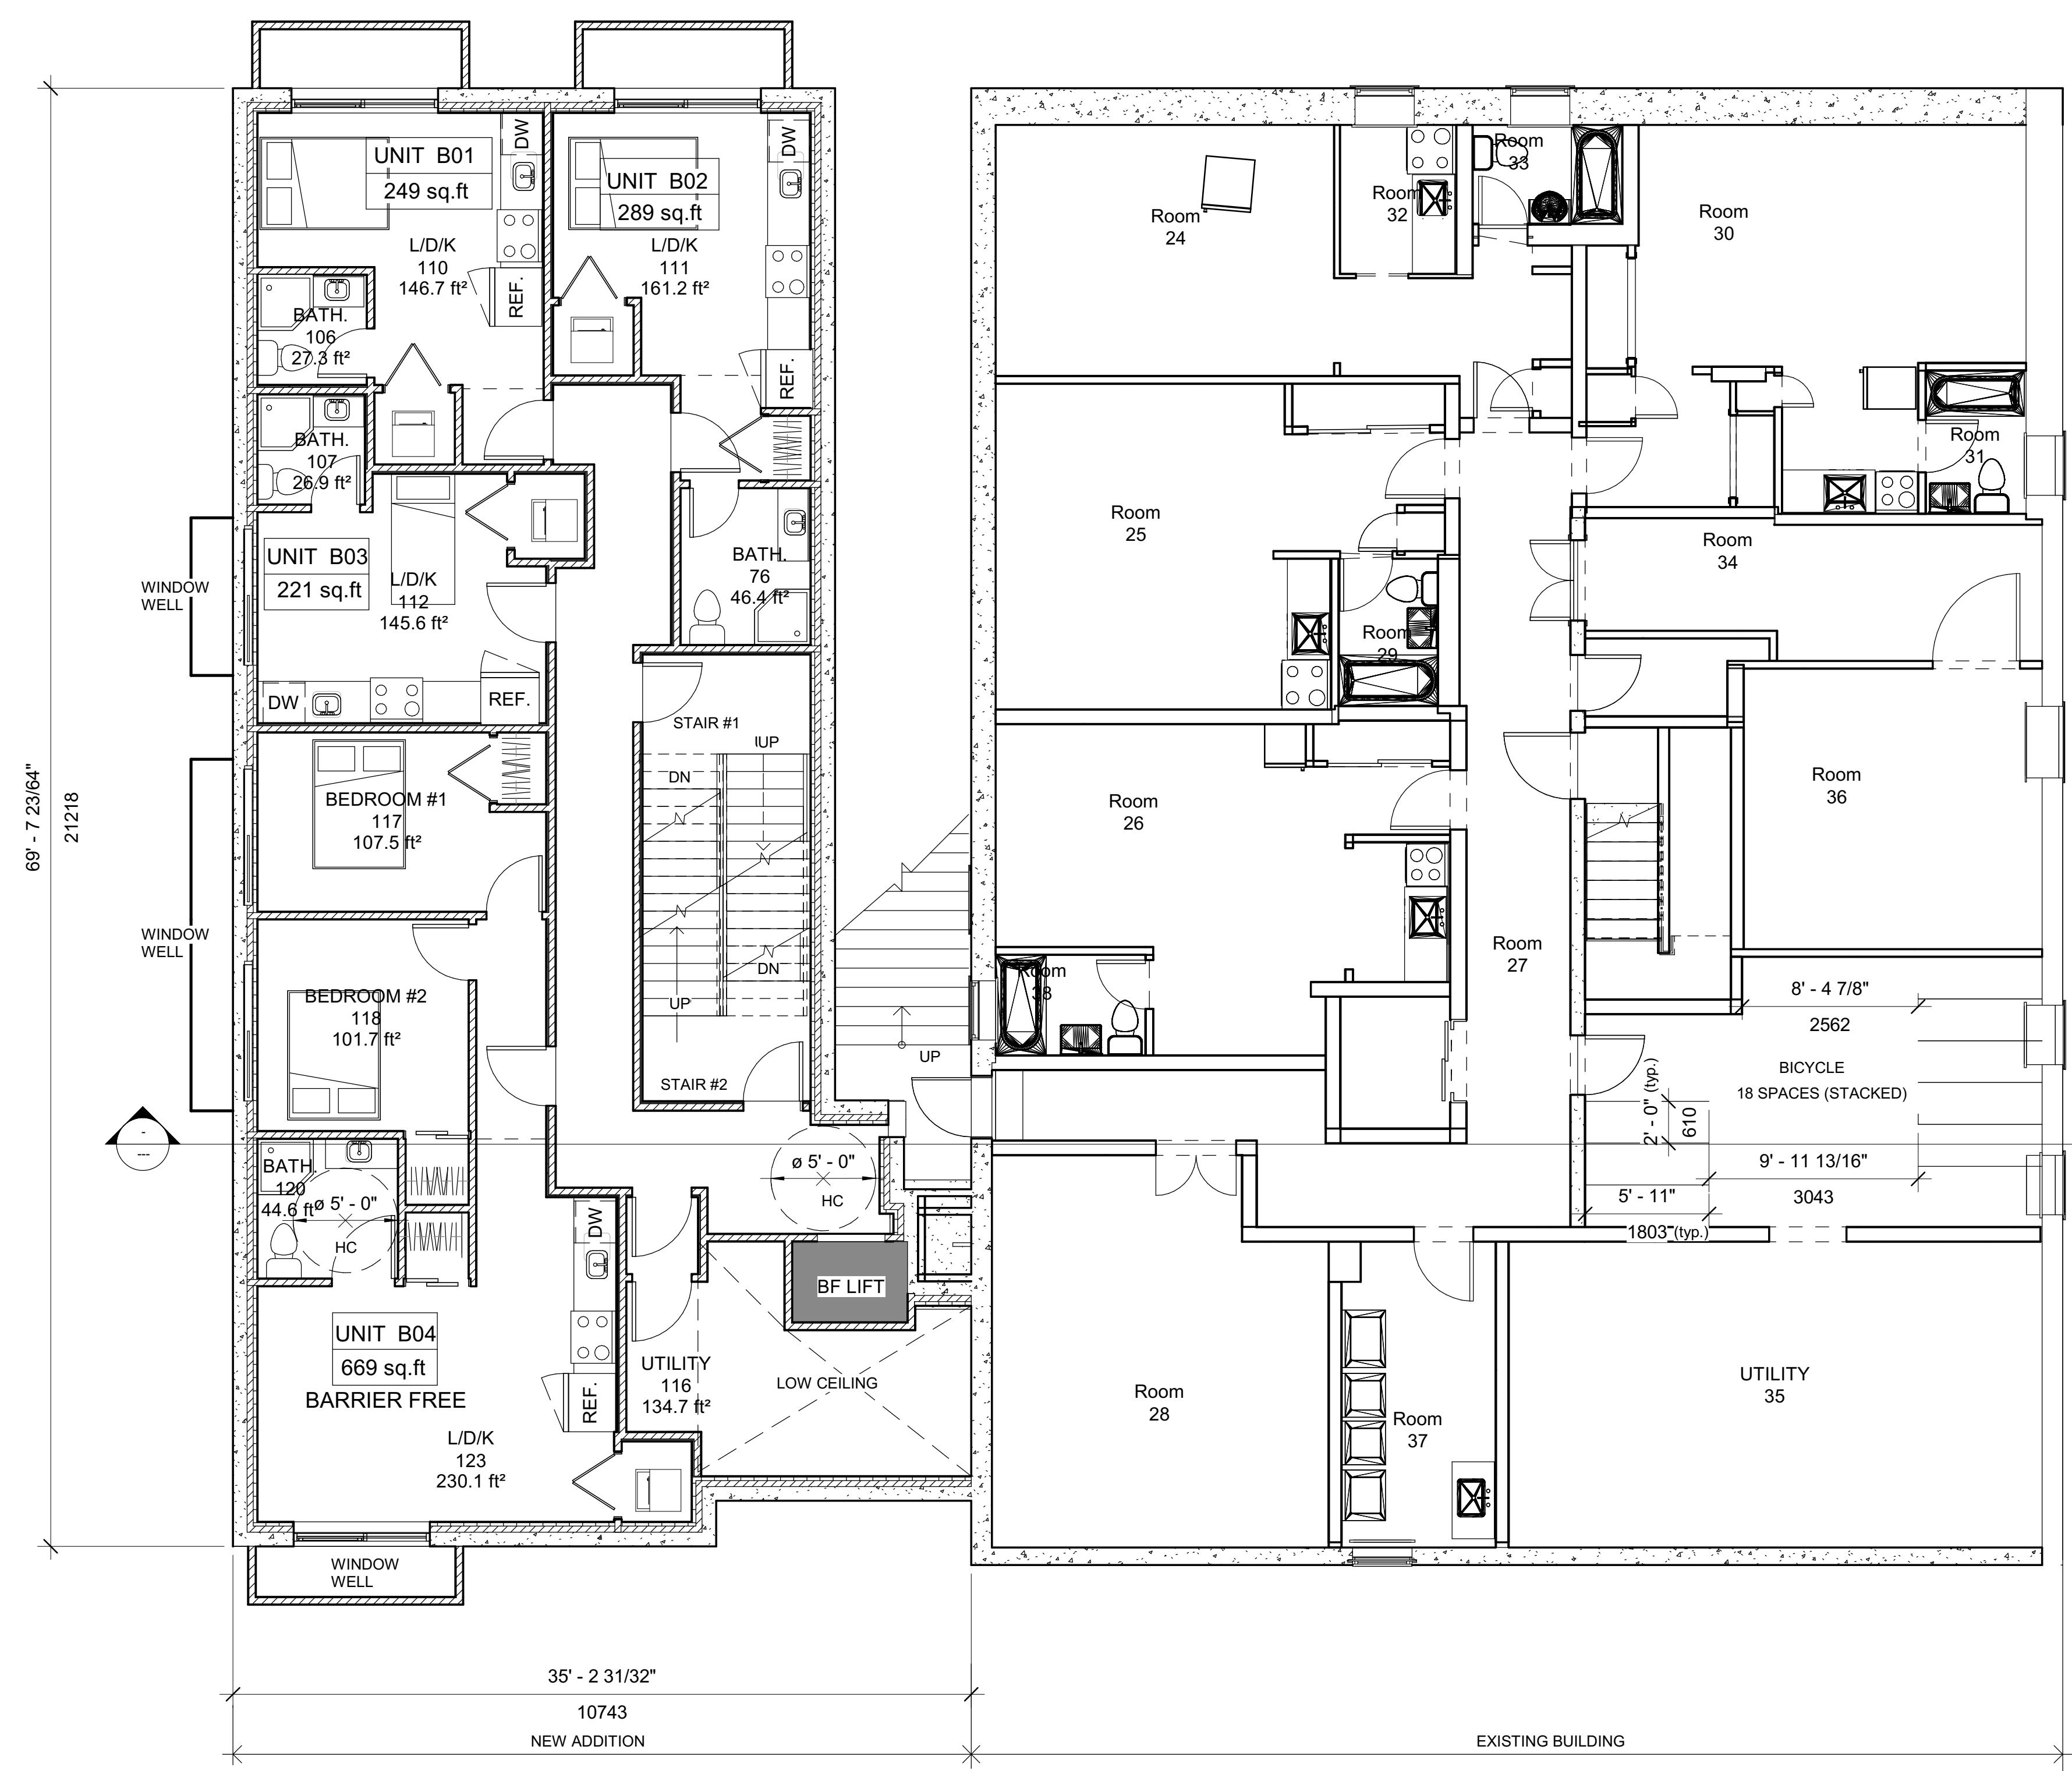 UNIT B01
249 sq.ft
DW
L/D/K
110
146.7 ft²
REF.
BATH.
106
27.3 ft²
UNIT B02
289 sq.ft
DW
L/D/K
111
161.2 ft²
REF.
BATH.
107
26.9 ft²
UNIT B03
221 sq.ft
L/D/K
112
145.6 ft²
DW
REF.
BATH.
76
46.4 ft²
WINDOW
WELL
STAIR #1
UP
DN
DN
UP
STAIR #2
BEDROOM #1
117
107.5 ft²
WINDOW
WELL
BEDROOM #2
118
101.7 ft²
UP
-
---
BATH.
120
44.6 ft²
ø 5' - 0"
HC
ø 5' - 0"
HC
DW
BF LIFT
UNIT B04
669 sq.ft
BARRIER FREE
REF.
UTILITY
116
134.7 ft²
LOW CEILING
L/D/K
123
230.1 ft²
WINDOW
WELL
69' - 7 23/64"
21218
35' - 2 31/32"
10743
NEW ADDITION
EXISTING BUILDING
Room
24
Room
32
Room
33
Room
30
Room
31
Room
25
Room
34
Room
29
Room
26
Room
36
Room
27
Room
38
8' - 4 7/8"
2562
BICYCLE
18 SPACES (STACKED)
2' - 0" (typ.)
610
9' - 11 13/16"
3043
5' - 11"
1803 (typ.)
Room
28
Room
37
UTILITY
35